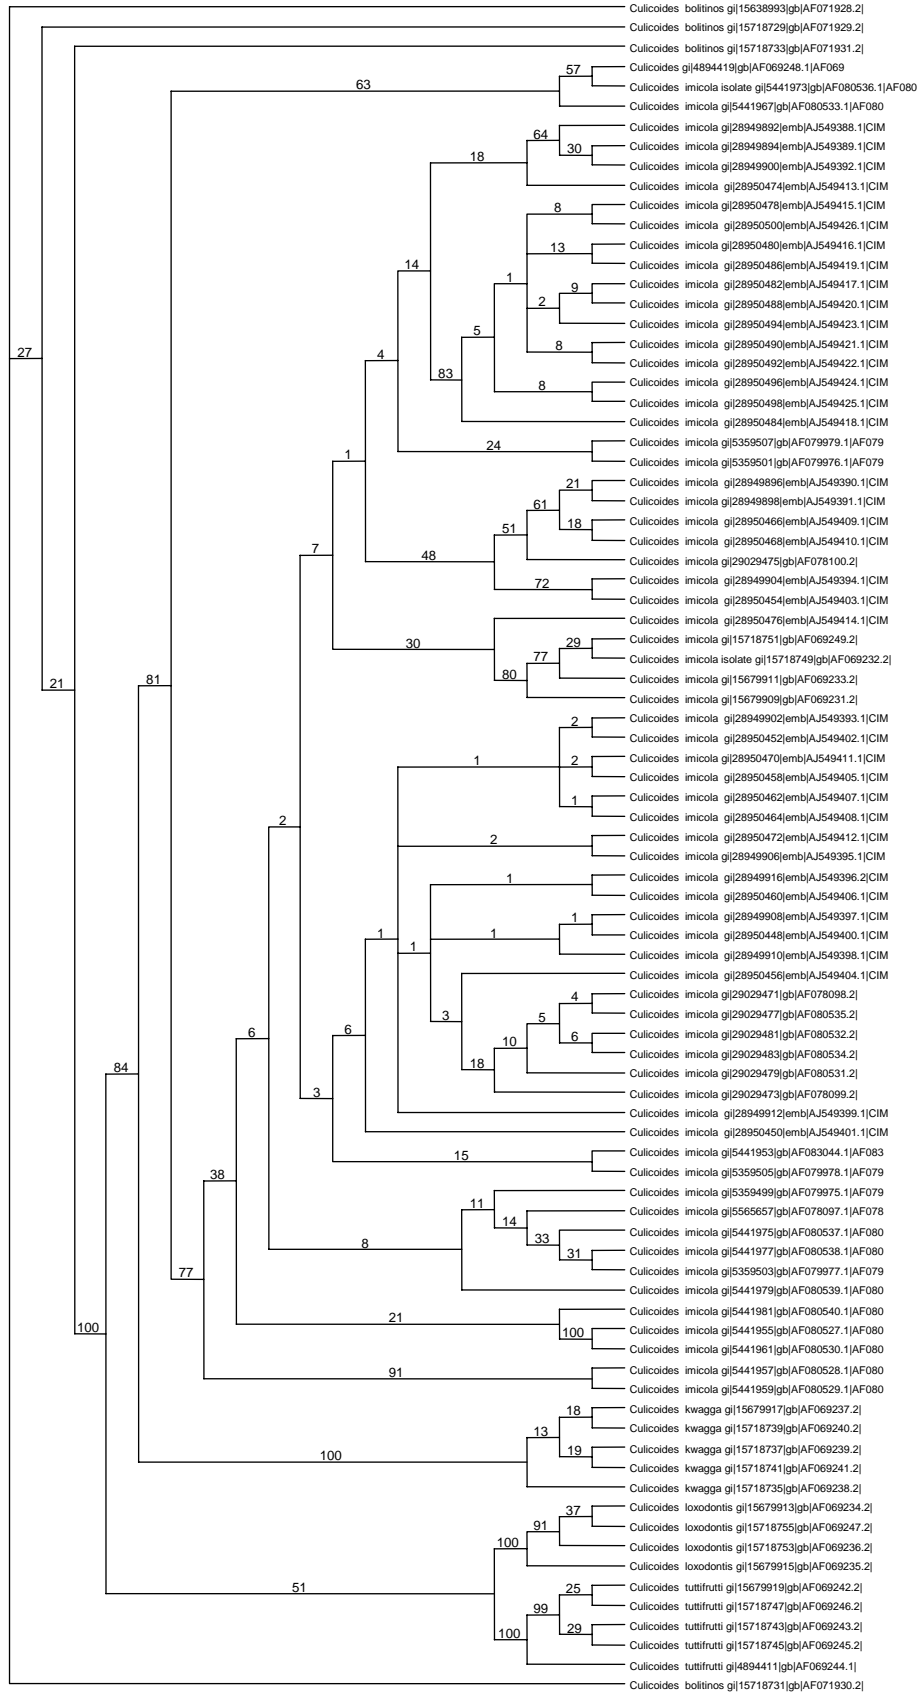 Culicoides bolitinos gi|15638993|gb|AF071928.2|
Culicoides bolitinos gi|15718729|gb|AF071929.2|
Culicoides bolitinos gi|15718733|gb|AF071931.2|
Culicoides gi|4894419|gb|AF069248.1|AF069
57
Culicoides imicola isolate gi|5441973|gb|AF080536.1|AF080
63
Culicoides imicola gi|5441967|gb|AF080533.1|AF080
Culicoides imicola gi|28949892|emb|AJ549388.1|CIM
64
Culicoides imicola gi|28949894|emb|AJ549389.1|CIM
30
18
Culicoides imicola gi|28949900|emb|AJ549392.1|CIM
Culicoides imicola gi|28950474|emb|AJ549413.1|CIM
Culicoides imicola gi|28950478|emb|AJ549415.1|CIM
8
Culicoides imicola gi|28950500|emb|AJ549426.1|CIM
Culicoides imicola gi|28950480|emb|AJ549416.1|CIM
13
14
Culicoides imicola gi|28950486|emb|AJ549419.1|CIM
1
Culicoides imicola gi|28950482|emb|AJ549417.1|CIM
9
Culicoides imicola gi|28950488|emb|AJ549420.1|CIM
2
Culicoides imicola gi|28950494|emb|AJ549423.1|CIM
5
Culicoides imicola gi|28950490|emb|AJ549421.1|CIM
8
27
4
Culicoides imicola gi|28950492|emb|AJ549422.1|CIM
83
Culicoides imicola gi|28950496|emb|AJ549424.1|CIM
8
Culicoides imicola gi|28950498|emb|AJ549425.1|CIM
Culicoides imicola gi|28950484|emb|AJ549418.1|CIM
Culicoides imicola gi|5359507|gb|AF079979.1|AF079
24
1
Culicoides imicola gi|5359501|gb|AF079976.1|AF079
Culicoides imicola gi|28949896|emb|AJ549390.1|CIM
21
Culicoides imicola gi|28949898|emb|AJ549391.1|CIM
61
Culicoides imicola gi|28950466|emb|AJ549409.1|CIM
18
51
Culicoides imicola gi|28950468|emb|AJ549410.1|CIM
7
48
Culicoides imicola gi|29029475|gb|AF078100.2|
Culicoides imicola gi|28949904|emb|AJ549394.1|CIM
72
Culicoides imicola gi|28950454|emb|AJ549403.1|CIM
Culicoides imicola gi|28950476|emb|AJ549414.1|CIM
30
Culicoides imicola gi|15718751|gb|AF069249.2|
29
Culicoides imicola isolate gi|15718749|gb|AF069232.2|
77
80
Culicoides imicola gi|15679911|gb|AF069233.2|
21
81
Culicoides imicola gi|15679909|gb|AF069231.2|
Culicoides imicola gi|28949902|emb|AJ549393.1|CIM
2
Culicoides imicola gi|28950452|emb|AJ549402.1|CIM
Culicoides imicola gi|28950470|emb|AJ549411.1|CIM
1
2
Culicoides imicola gi|28950458|emb|AJ549405.1|CIM
Culicoides imicola gi|28950462|emb|AJ549407.1|CIM
1
Culicoides imicola gi|28950464|emb|AJ549408.1|CIM
2
Culicoides imicola gi|28950472|emb|AJ549412.1|CIM
2
Culicoides imicola gi|28949906|emb|AJ549395.1|CIM
Culicoides imicola gi|28949916|emb|AJ549396.2|CIM
1
Culicoides imicola gi|28950460|emb|AJ549406.1|CIM
Culicoides imicola gi|28949908|emb|AJ549397.1|CIM
1
Culicoides imicola gi|28950448|emb|AJ549400.1|CIM
1
1
1
Culicoides imicola gi|28949910|emb|AJ549398.1|CIM
Culicoides imicola gi|28950456|emb|AJ549404.1|CIM
Culicoides imicola gi|29029471|gb|AF078098.2|
4
Culicoides imicola gi|29029477|gb|AF080535.2|
3
5
6
6
Culicoides imicola gi|29029481|gb|AF080532.2|
6
10
Culicoides imicola gi|29029483|gb|AF080534.2|
18
84
Culicoides imicola gi|29029479|gb|AF080531.2|
3
Culicoides imicola gi|29029473|gb|AF078099.2|
Culicoides imicola gi|28949912|emb|AJ549399.1|CIM
Culicoides imicola gi|28950450|emb|AJ549401.1|CIM
Culicoides imicola gi|5441953|gb|AF083044.1|AF083
15
38
Culicoides imicola gi|5359505|gb|AF079978.1|AF079
Culicoides imicola gi|5359499|gb|AF079975.1|AF079
11
Culicoides imicola gi|5565657|gb|AF078097.1|AF078
14
Culicoides imicola gi|5441975|gb|AF080537.1|AF080
33
8
Culicoides imicola gi|5441977|gb|AF080538.1|AF080
31
77
Culicoides imicola gi|5359503|gb|AF079977.1|AF079
Culicoides imicola gi|5441979|gb|AF080539.1|AF080
Culicoides imicola gi|5441981|gb|AF080540.1|AF080
21
100
100
Culicoides imicola gi|5441955|gb|AF080527.1|AF080
Culicoides imicola gi|5441961|gb|AF080530.1|AF080
Culicoides imicola gi|5441957|gb|AF080528.1|AF080
91
Culicoides imicola gi|5441959|gb|AF080529.1|AF080
Culicoides kwagga gi|15679917|gb|AF069237.2|
18
Culicoides kwagga gi|15718739|gb|AF069240.2|
13
Culicoides kwagga gi|15718737|gb|AF069239.2|
19
100
Culicoides kwagga gi|15718741|gb|AF069241.2|
Culicoides kwagga gi|15718735|gb|AF069238.2|
Culicoides loxodontis gi|15679913|gb|AF069234.2|
37
Culicoides loxodontis gi|15718755|gb|AF069247.2|
91
100
Culicoides loxodontis gi|15718753|gb|AF069236.2|
Culicoides loxodontis gi|15679915|gb|AF069235.2|
51
Culicoides tuttifrutti gi|15679919|gb|AF069242.2|
25
Culicoides tuttifrutti gi|15718747|gb|AF069246.2|
99
Culicoides tuttifrutti gi|15718743|gb|AF069243.2|
29
100
Culicoides tuttifrutti gi|15718745|gb|AF069245.2|
Culicoides tuttifrutti gi|4894411|gb|AF069244.1|
Culicoides bolitinos gi|15718731|gb|AF071930.2|